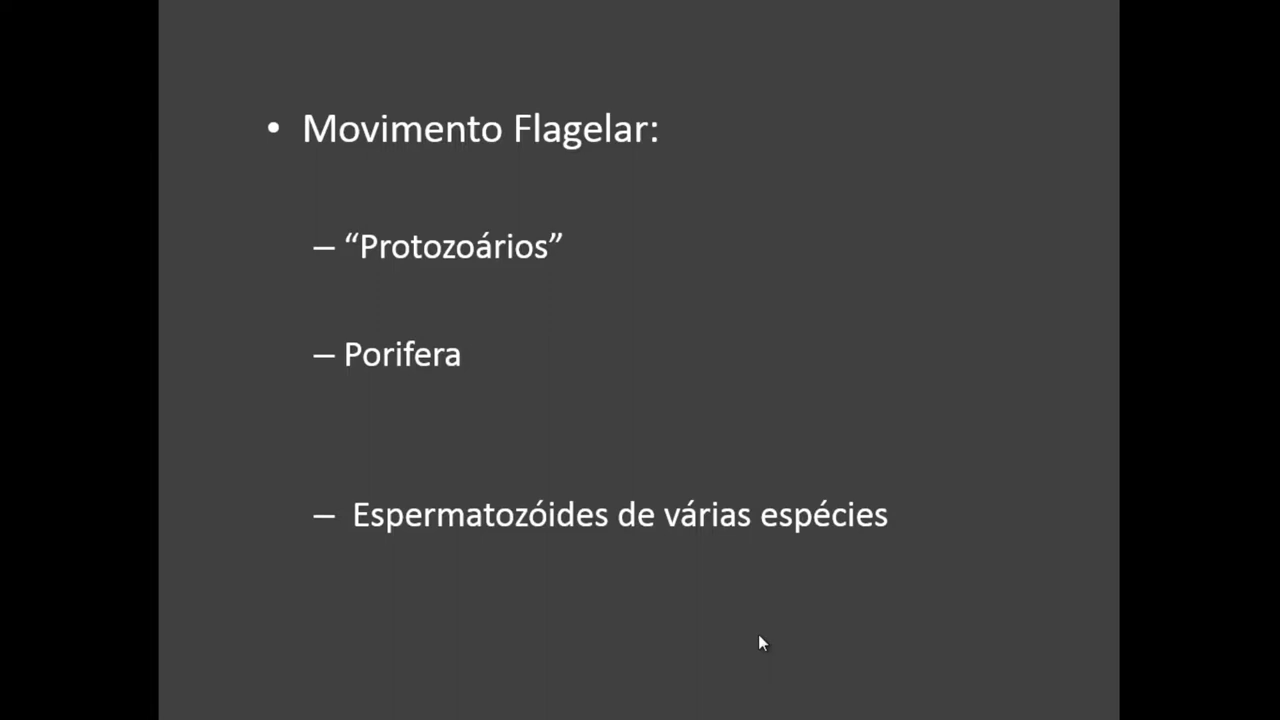 • Movimento Flagelar:
– “Protozoários”
– Porifera
– Espermatozóides de várias espécies